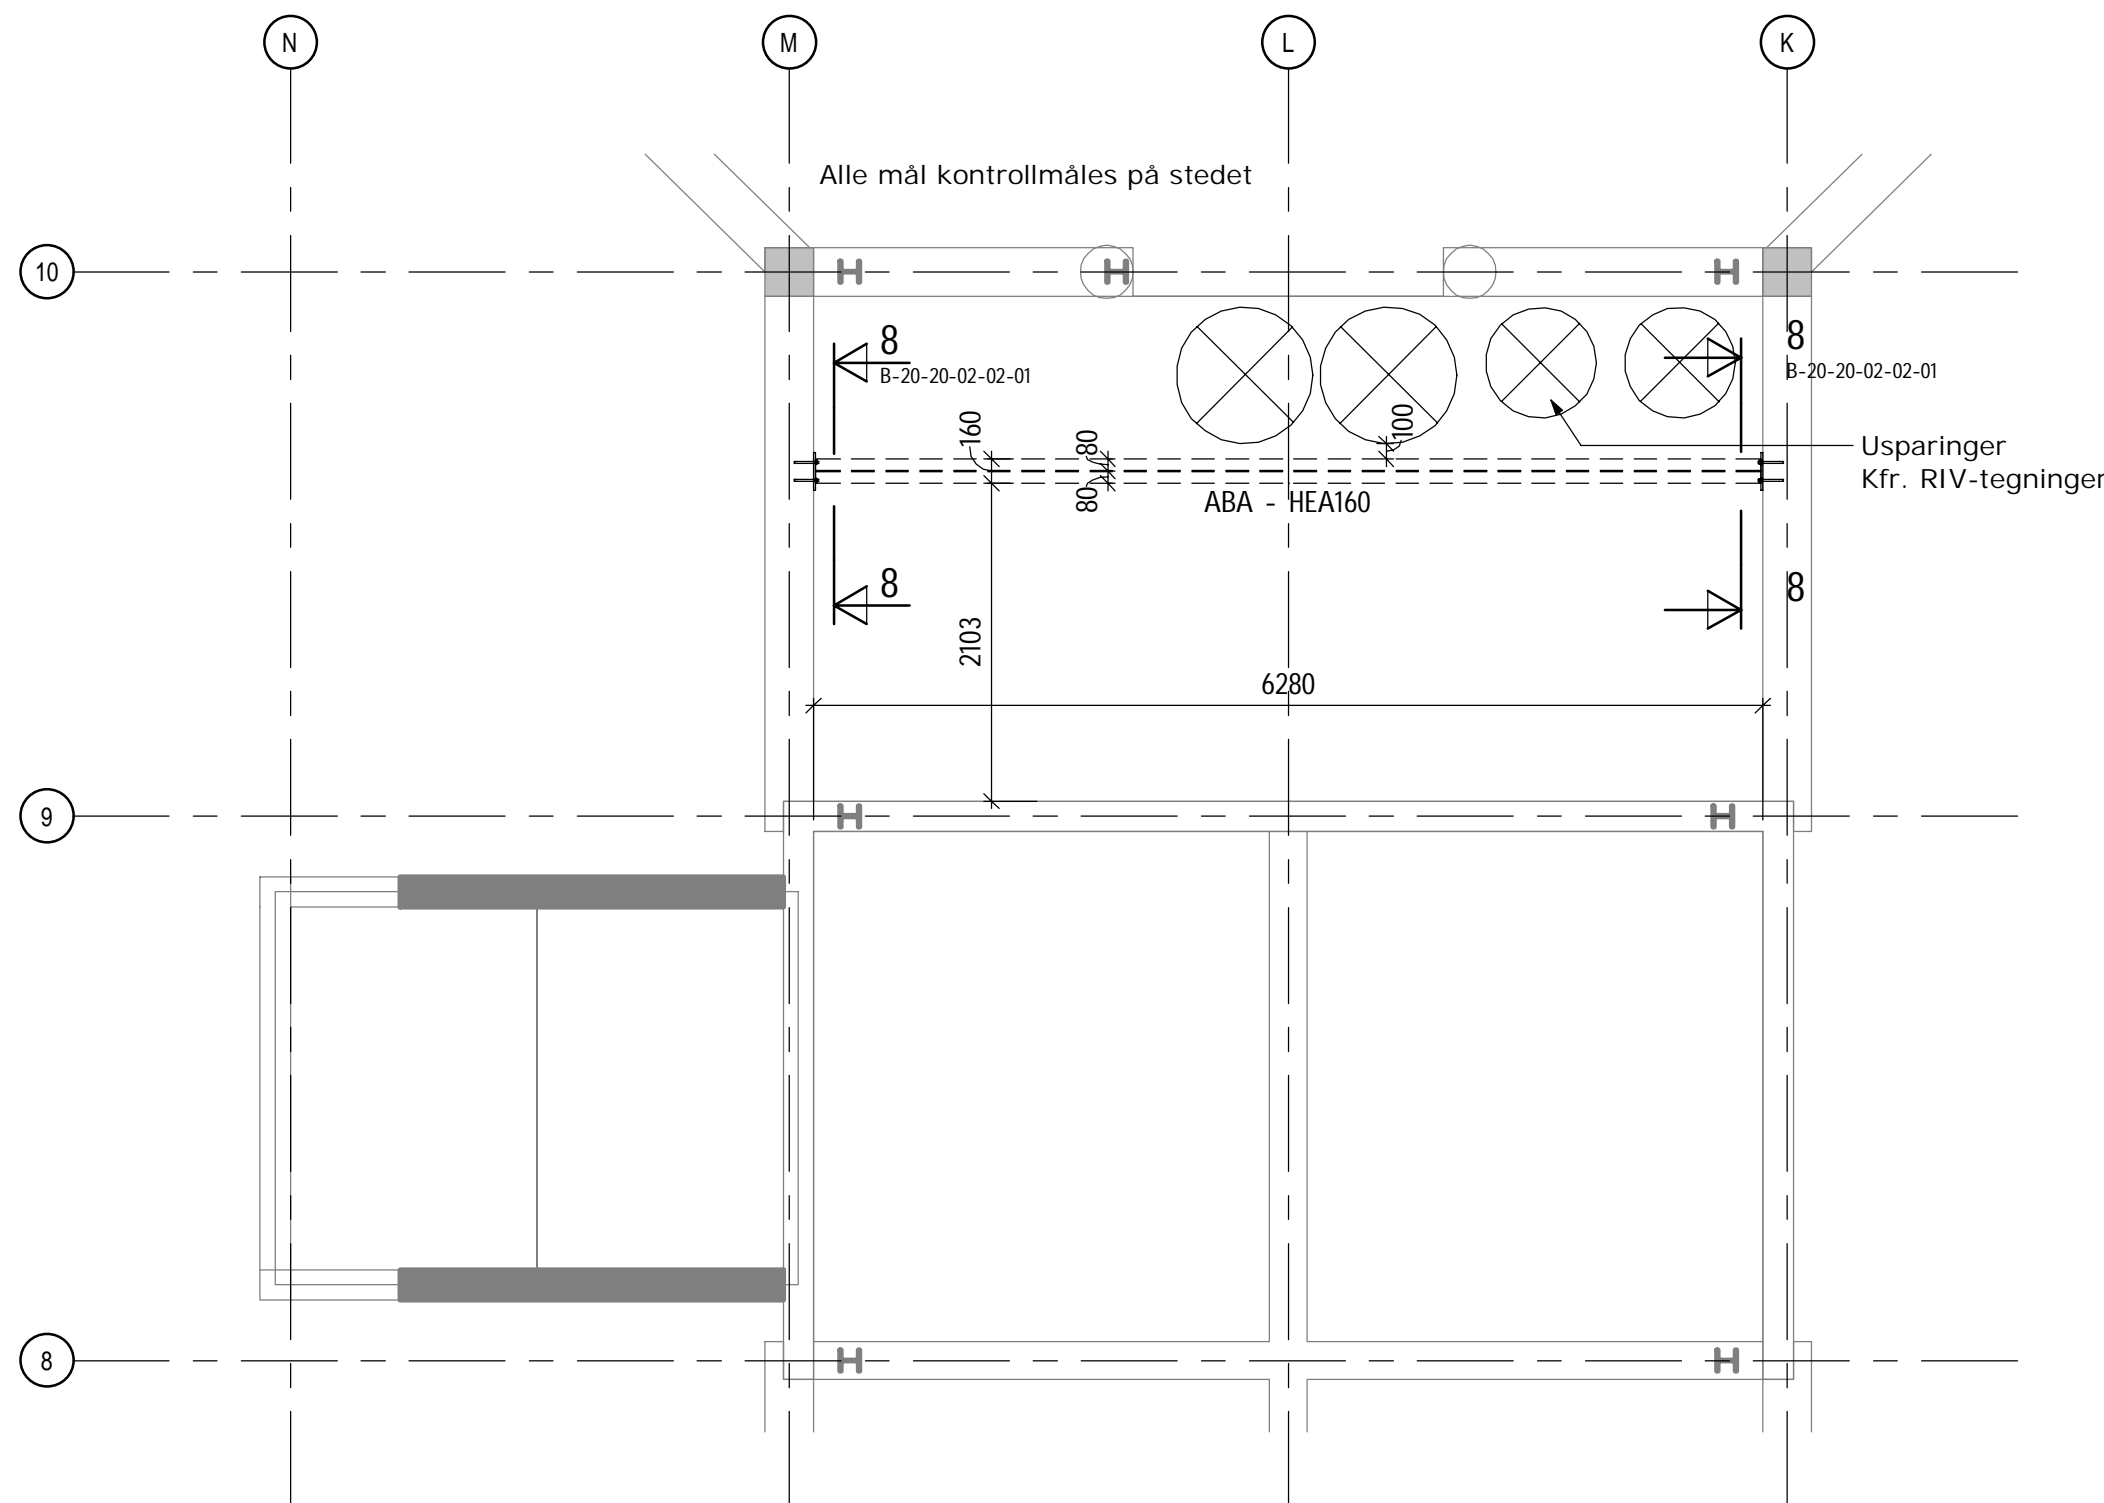 N
M
L
K
Alle mål kontrollmåles på stedet
10
8
B-20-20-02-02-01
8
B-20-20-02-02-01
160
80
100
Usparinger
Kfr. RIV-tegninger
80
ABA - HEA160
8
8
2103
6280
9
8